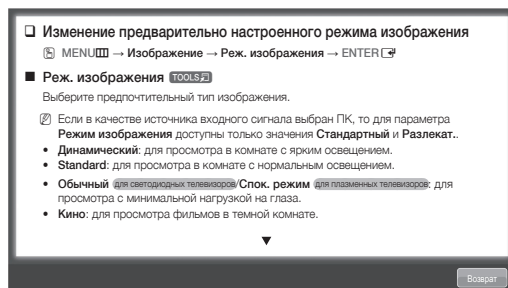 ❑ Изменение предварительно настроенного режима изображения
MENU → Изображение → Реж. изображения → ENTER
■ Реж. изображения TOOLS
Выберите предпочтительный тип изображения.
Если в качестве источника входного сигнала выбран ПК, то для параметра
Режим изображения доступны только значения Стандартный и Разлекат..
• Динамический: для просмотра в комнате с ярким освещением.
• Standard: для просмотра в комнате с нормальным освещением.
• Обычный для светодиодных телевизоров/Спок. режим для плазменных телевизоров: для
просмотра с минимальной нагрузкой на глаза.
• Кино: для просмотра фильмов в темной комнате.
▼
Возврат